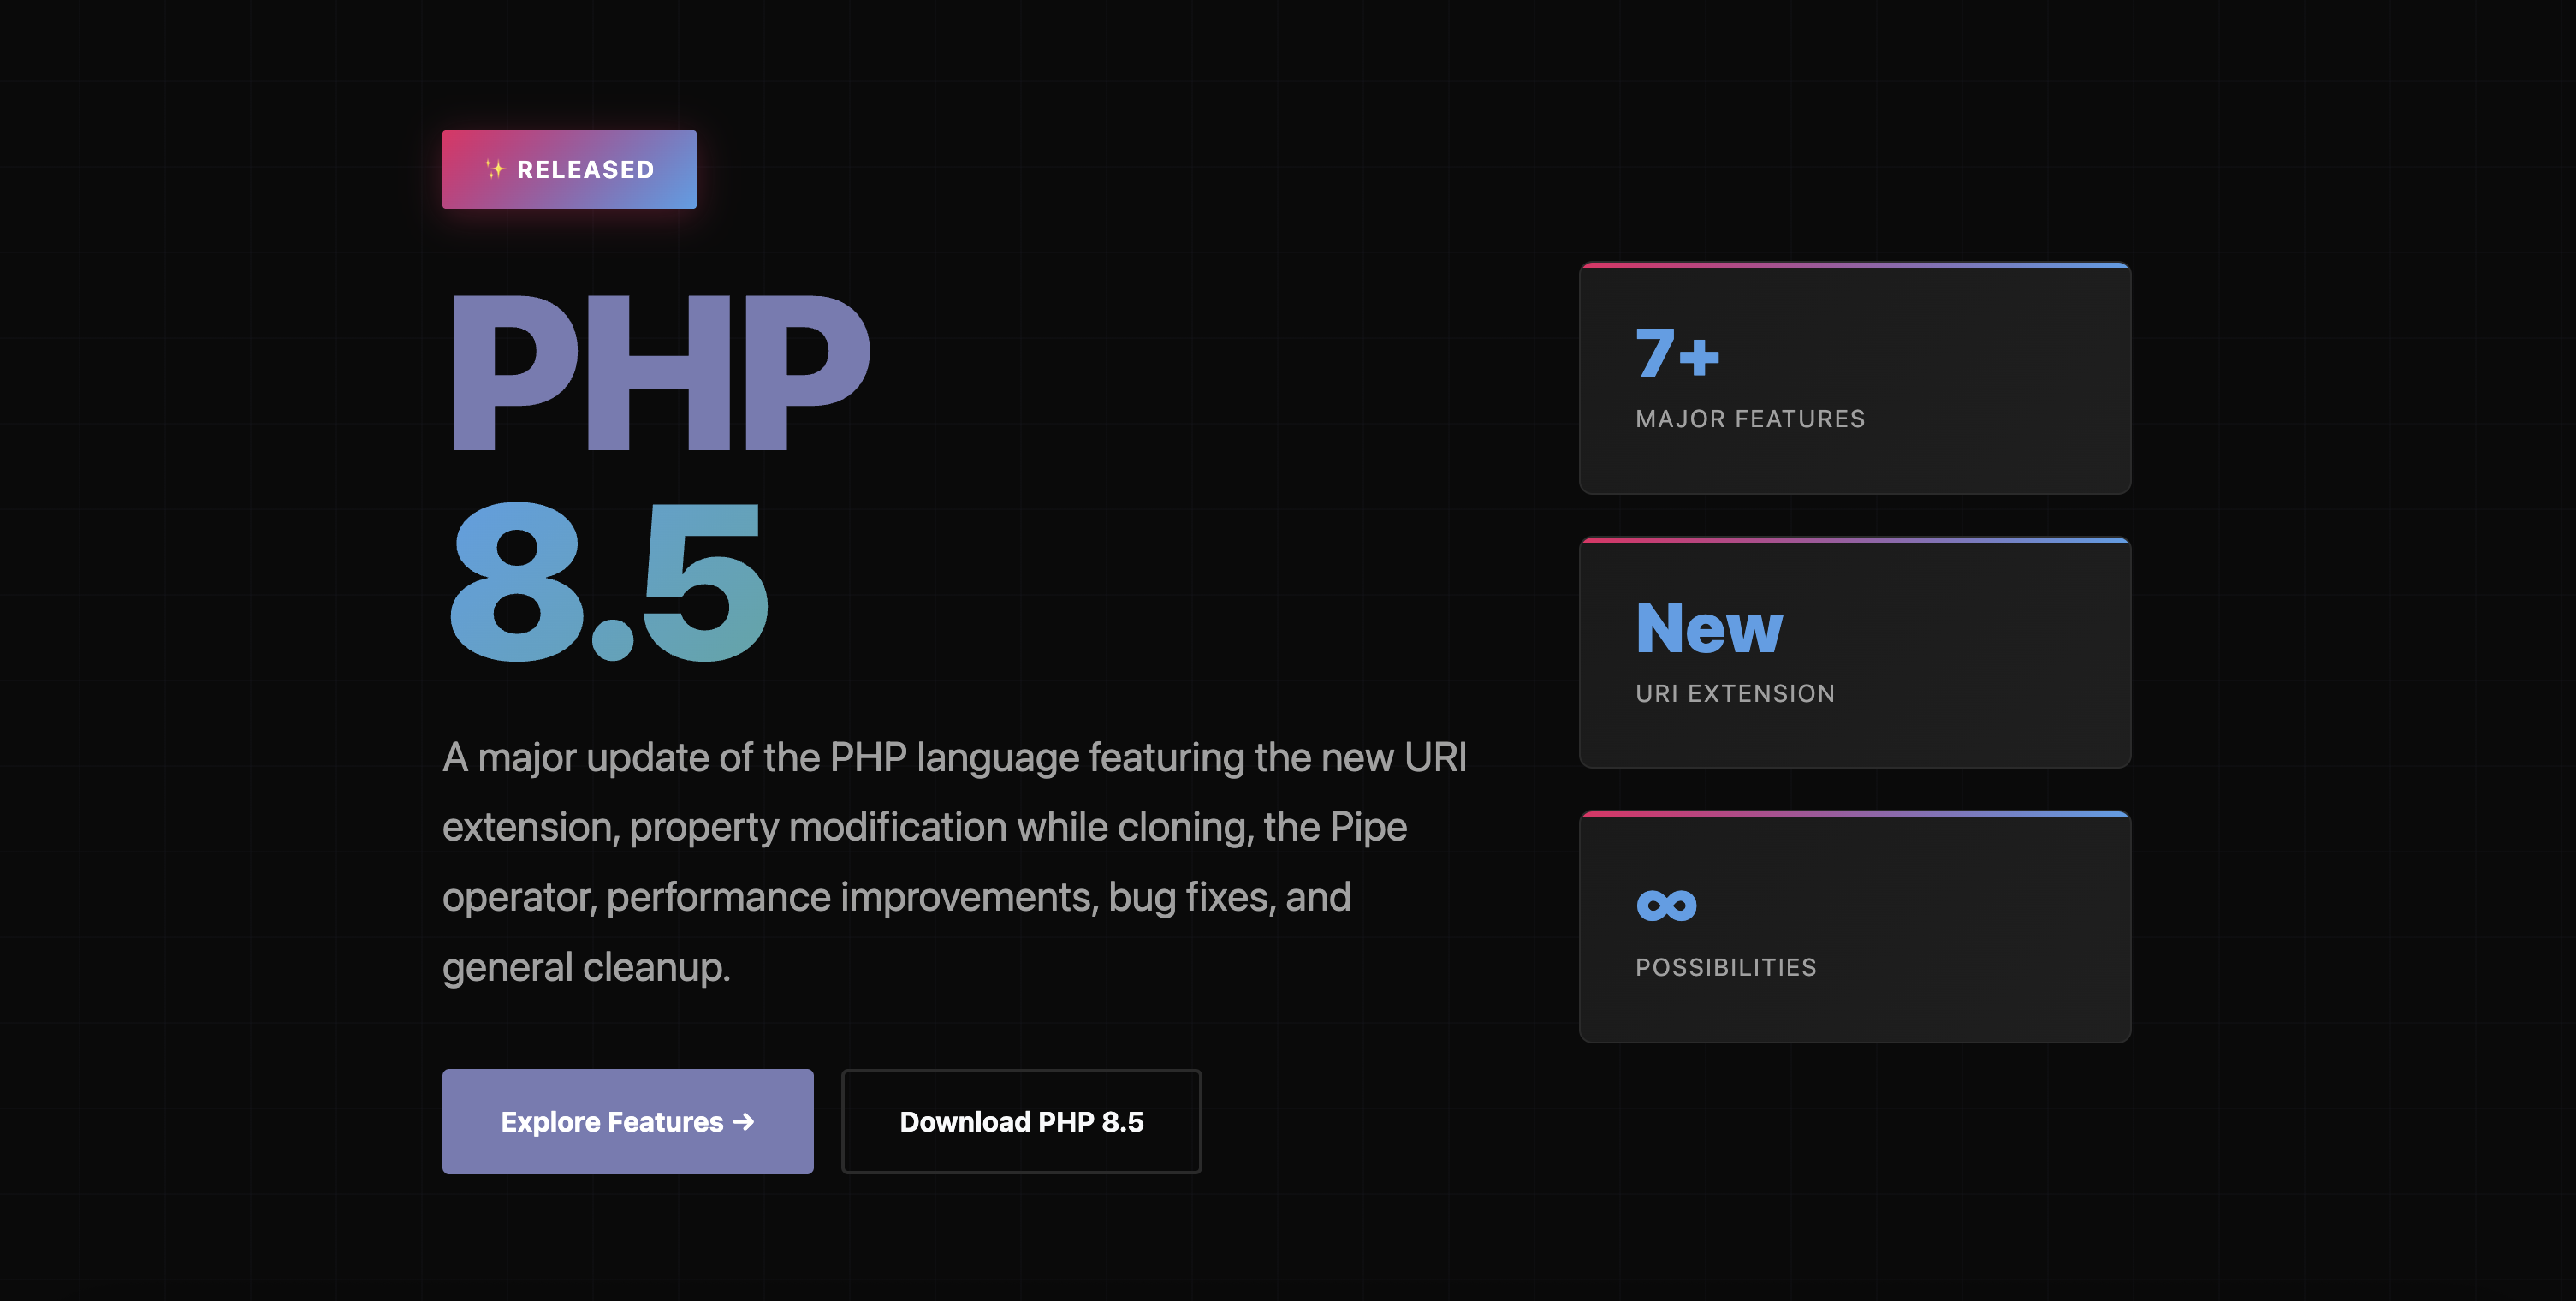 ✨ RELEASED
PHP
8.5
A major update of the PHP language featuring the new URI
extension, property modification while cloning, the Pipe
operator, performance improvements, bug fixes, and
general cleanup.
Explore Features →
Download PHP 8.5
7+
MAJOR FEATURES
New
URI EXTENSION
∞
POSSIBILITIES